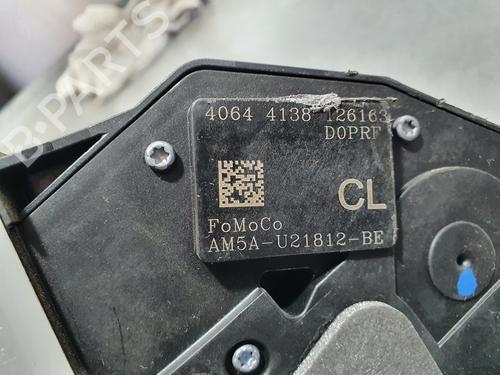 4064 4138 126163
D0PRF
CL
FoMoCo
AM5A-U21812-BE
B-PARTS